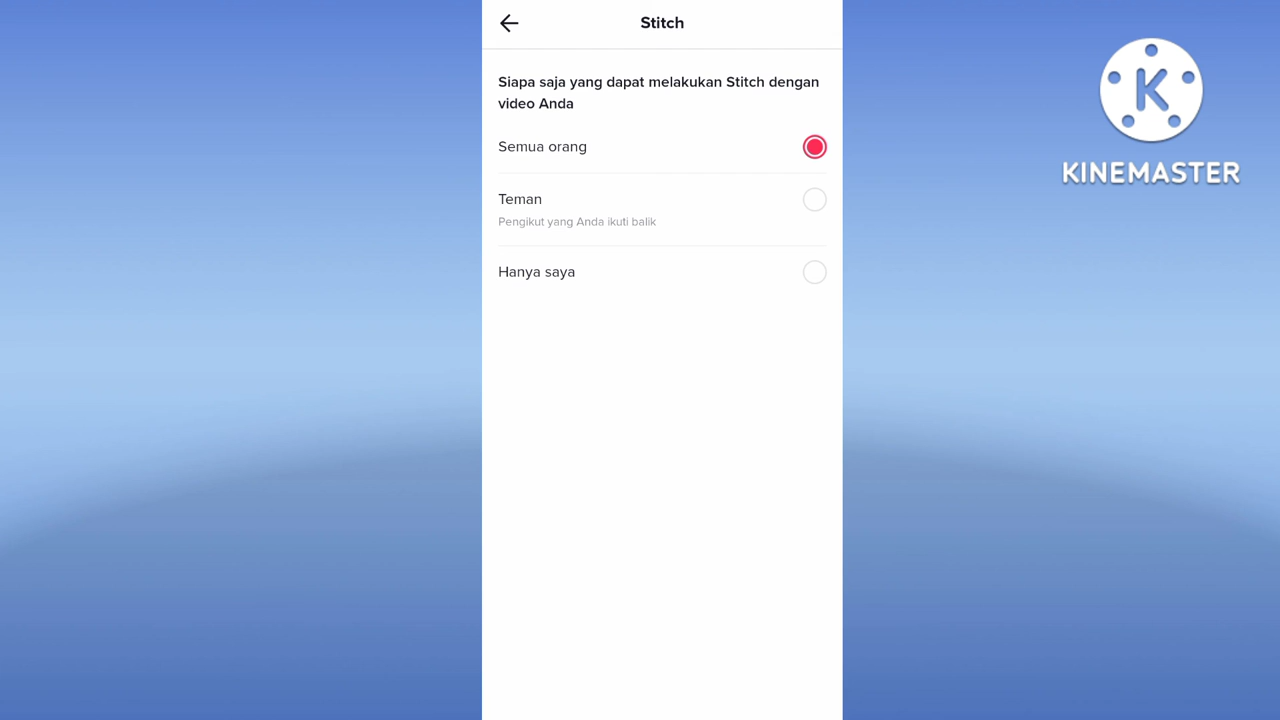 Stitch
Siapa saja yang dapat melakukan Stitch dengan
video Anda
Semua orang
Teman
Pengikut yang Anda ikuti balik
Hanya saya
K
KINEMASTER